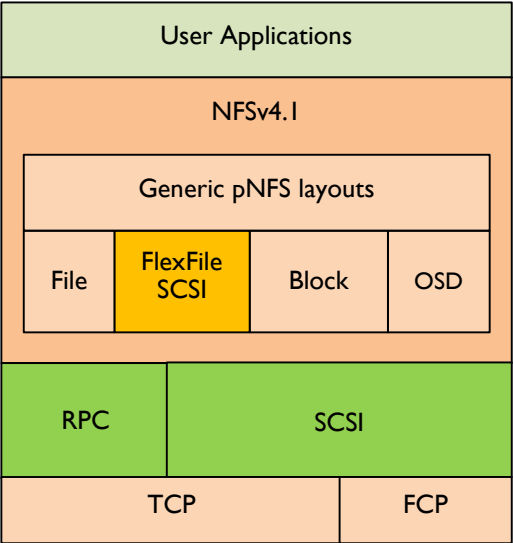 User Applications
NFSv4.1
Generic pNFS layouts
File
FlexFile
SCSI
Block
OSD
RPC
SCSI
TCP
FCP